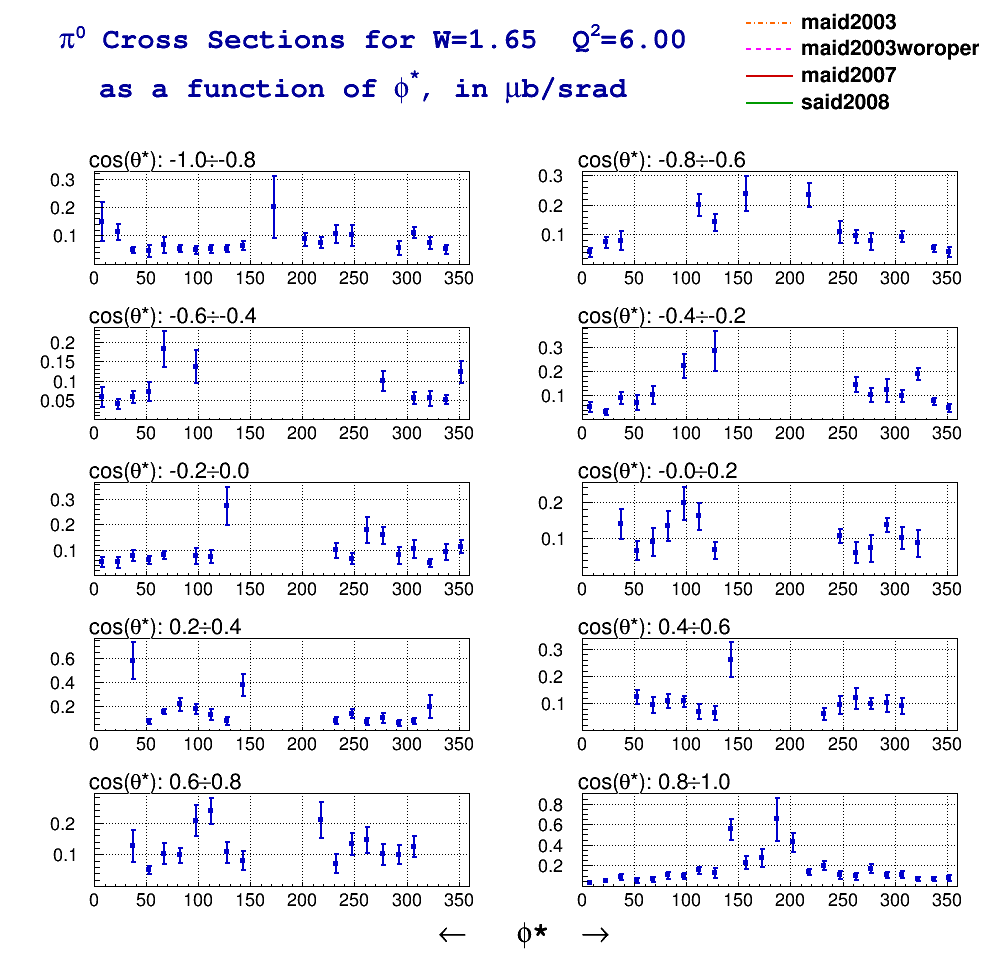 π⁰ Cross Sections for W=1.65 Q²=6.00
as a function of ϕ*, in μb/srad
maid2003
maid2003woroper
maid2007
said2008
cos(θ*): -1.0÷-0.8
0.3
0.2
0.1
0 50 100 150 200 250 300 350
cos(θ*): -0.8÷-0.6
0.3
0.2
0.1
0 50 100 150 200 250 300 350
cos(θ*): -0.6÷-0.4
0.2
0.15
0.1
0.05
0 50 100 150 200 250 300 350
cos(θ*): -0.4÷-0.2
0.3
0.2
0.1
0 50 100 150 200 250 300 350
cos(θ*): -0.2÷0.0
0.3
0.2
0.1
0 50 100 150 200 250 300 350
cos(θ*): -0.0÷0.2
0.2
0.1
0 50 100 150 200 250 300 350
cos(θ*): 0.2÷0.4
0.6
0.4
0.2
0 50 100 150 200 250 300 350
cos(θ*): 0.4÷0.6
0.3
0.2
0.1
0 50 100 150 200 250 300 350
cos(θ*): 0.6÷0.8
0.2
0.1
0 50 100 150 200 250 300 350
cos(θ*): 0.8÷1.0
0.8
0.6
0.4
0.2
0 50 100 150 200 250 300 350
← ϕ* →